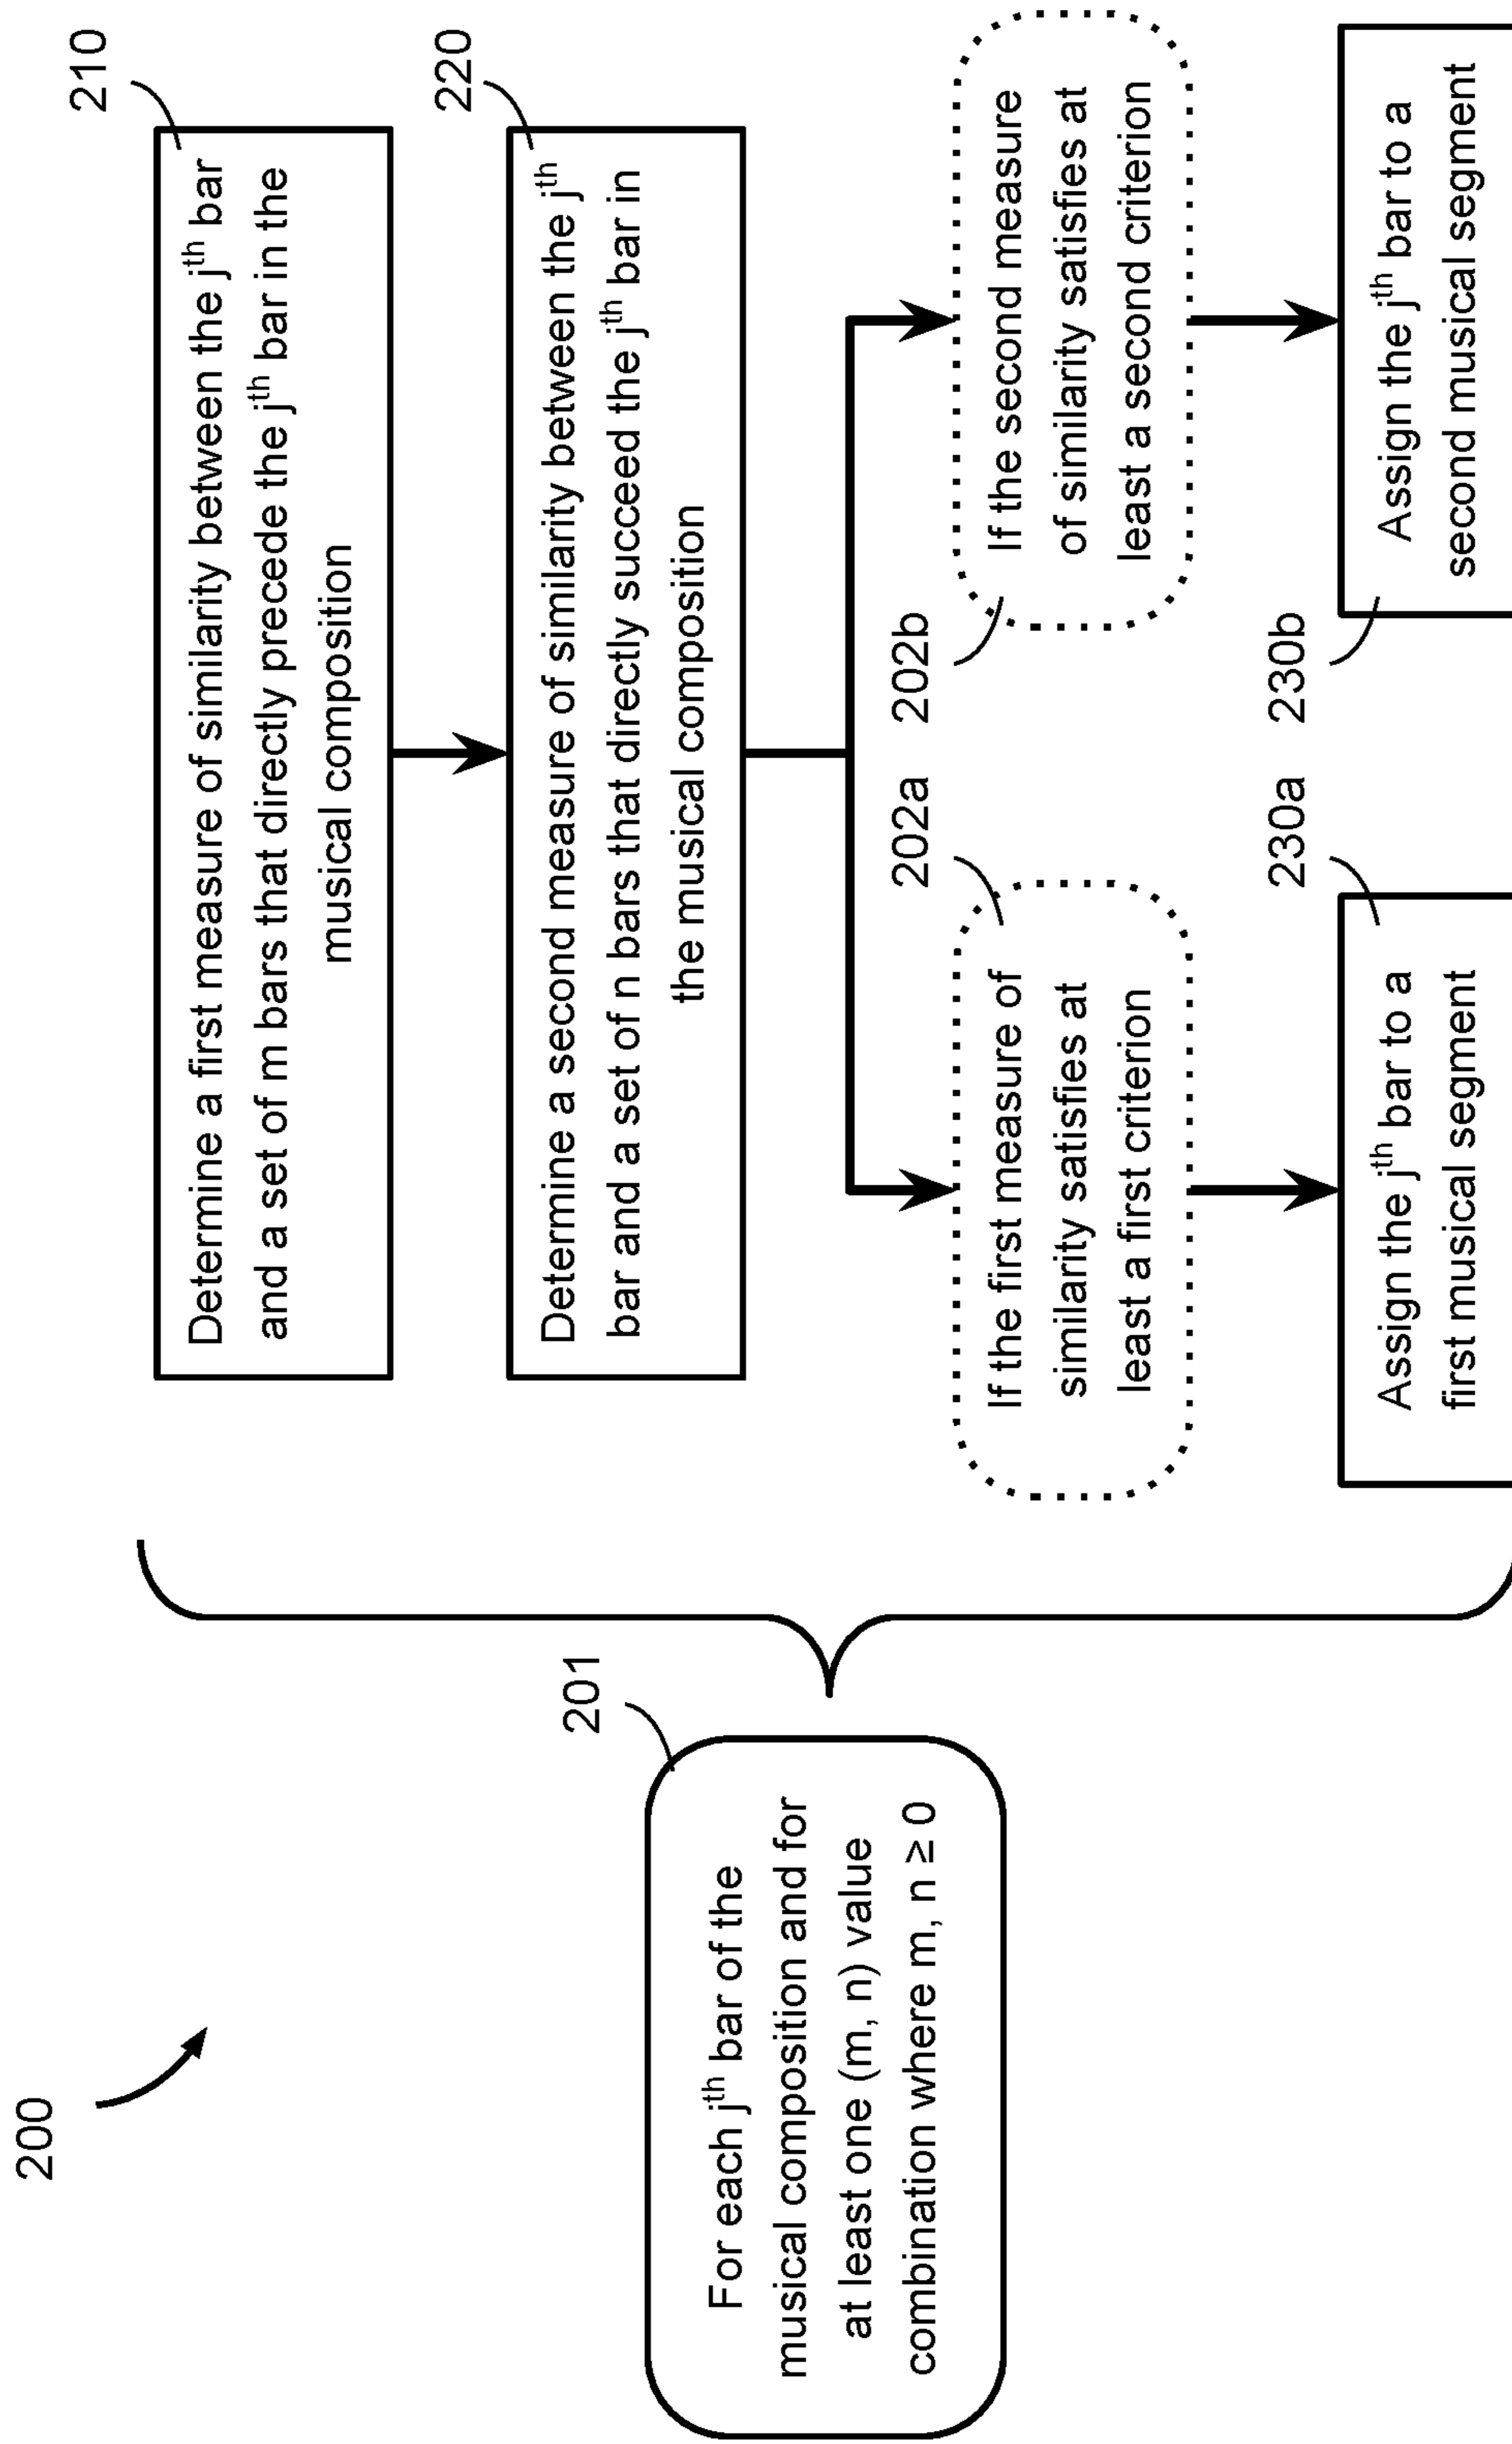 200
201
For each jth bar of the
musical composition and for
at least one (m, n) value
combination where m, n ≥ 0
210
Determine a first measure of similarity between the jth bar
and a set of m bars that directly precede the jth bar in the
musical composition
220
Determine a second measure of similarity between the jth
bar and a set of n bars that directly succeed the jth bar in
the musical composition
202a
If the first measure of
similarity satisfies at
least a first criterion
202b
If the second measure
of similarity satisfies at
least a second criterion
230a
Assign the jth bar to a
first musical segment
230b
Assign the jth bar to a
second musical segment